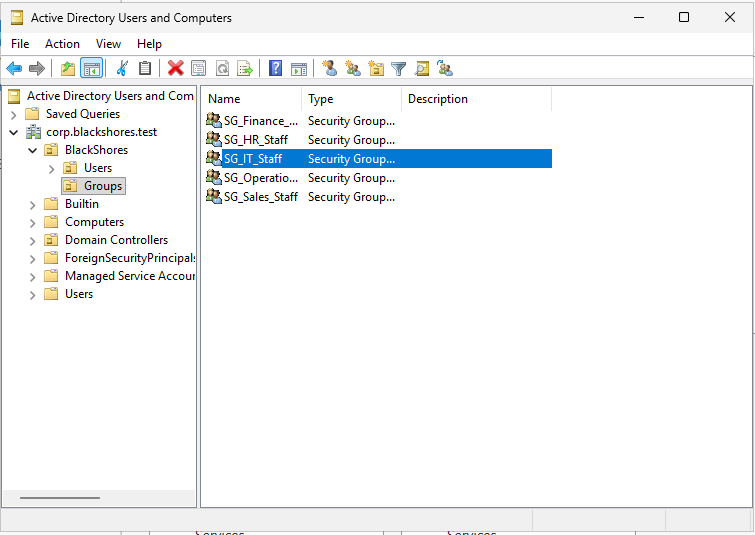 Active Directory Users and Computers
File Action View Help
Active Directory Users and Com
Saved Queries
corp.blackshores.test
BlackShores
Users
Groups
Builtin
Computers
Domain Controllers
ForeignSecurityPrincipals
Managed Service Accour
Users
Name Type Description
SG_Finance_... Security Group...
SG_HR_Staff Security Group...
SG_IT_Staff Security Group...
SG_Operatio... Security Group...
SG_Sales_Staff Security Group...
Services Services